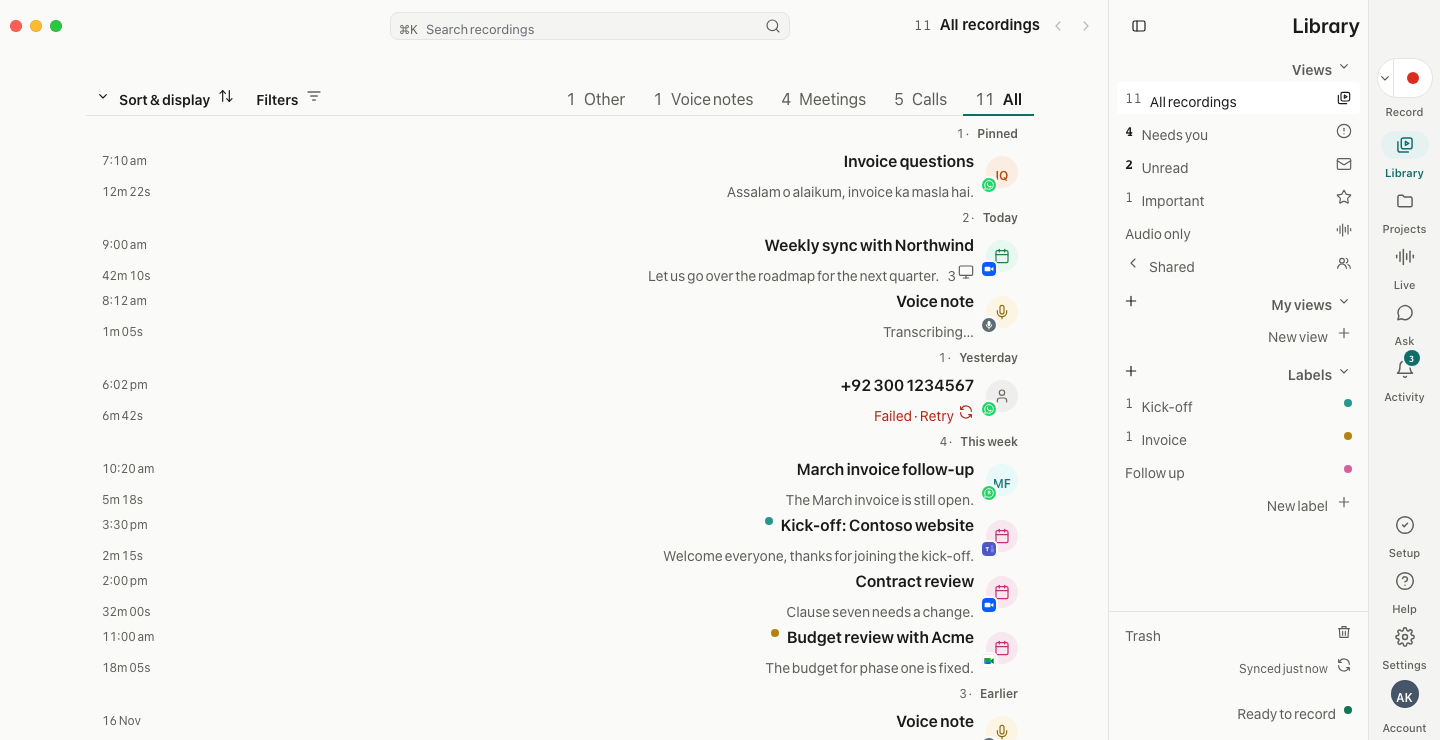 ⌘K Search recordings
11 All recordings
Library
Sort & display
Filters
1 Other
1 Voice notes
4 Meetings
5 Calls
11 All
1 · Pinned
Invoice questions
7:10 am
IQ
Assalam o alaikum, invoice ka masla hai.
12m 22s
2 · Today
Weekly sync with Northwind
9:00 am
Let us go over the roadmap for the next quarter. 3
42m 10s
Voice note
8:12 am
Transcribing...
1m 05s
1 · Yesterday
+92 300 1234567
6:02 pm
Failed · Retry
6m 42s
4 · This week
March invoice follow-up
10:20 am
MF
The March invoice is still open.
5m 18s
Kick-off: Contoso website
3:30 pm
Welcome everyone, thanks for joining the kick-off.
2m 15s
Contract review
2:00 pm
Clause seven needs a change.
32m 00s
Budget review with Acme
11:00 am
The budget for phase one is fixed.
18m 05s
3 · Earlier
Voice note
16 Nov
Views
11 All recordings
4 Needs you
2 Unread
1 Important
Audio only
Shared
My views
New view
Labels
1 Kick-off
1 Invoice
Follow up
New label
Trash
Synced just now
Ready to record
Record
Library
Projects
Live
Ask
3
Activity
Setup
Help
Settings
AK
Account